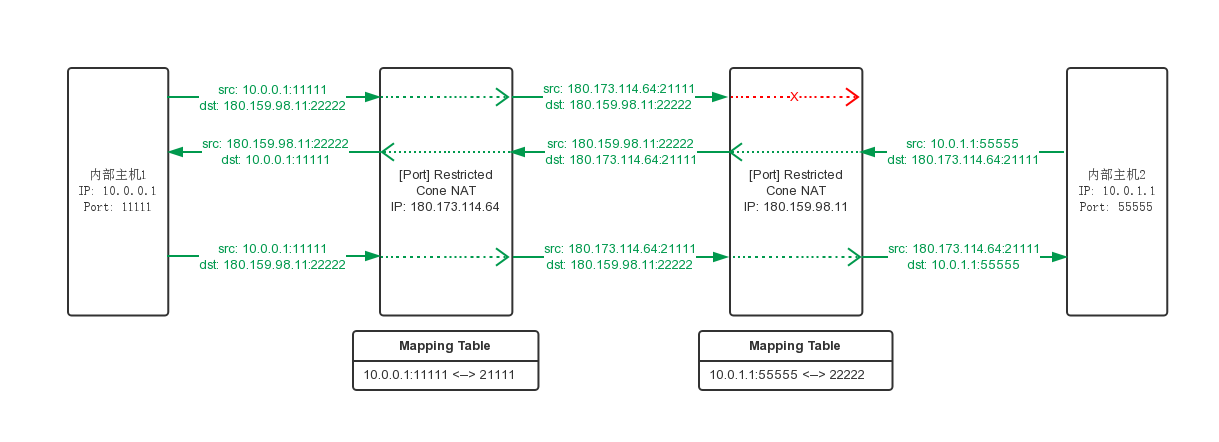 src: 10.0.0.1:11111
dst: 180.159.98.11:22222
src: 180.173.114.64:21111
dst: 180.159.98.11:22222
X
src: 180.159.98.11:22222
dst: 10.0.0.1:11111
src: 180.159.98.11:22222
dst: 180.173.114.64:21111
src: 10.0.1.1:55555
dst: 180.173.114.64:21111
内部主机1
IP: 10.0.0.1
Port: 11111
[Port] Restricted
Cone NAT
IP: 180.173.114.64
[Port] Restricted
Cone NAT
IP: 180.159.98.11
内部主机2
IP: 10.0.1.1
Port: 55555
src: 10.0.0.1:11111
dst: 180.159.98.11:22222
src: 180.173.114.64:21111
dst: 180.159.98.11:22222
src: 180.173.114.64:21111
dst: 10.0.1.1:55555
Mapping Table
10.0.0.1:11111 <--> 21111
Mapping Table
10.0.1.1:55555 <--> 22222